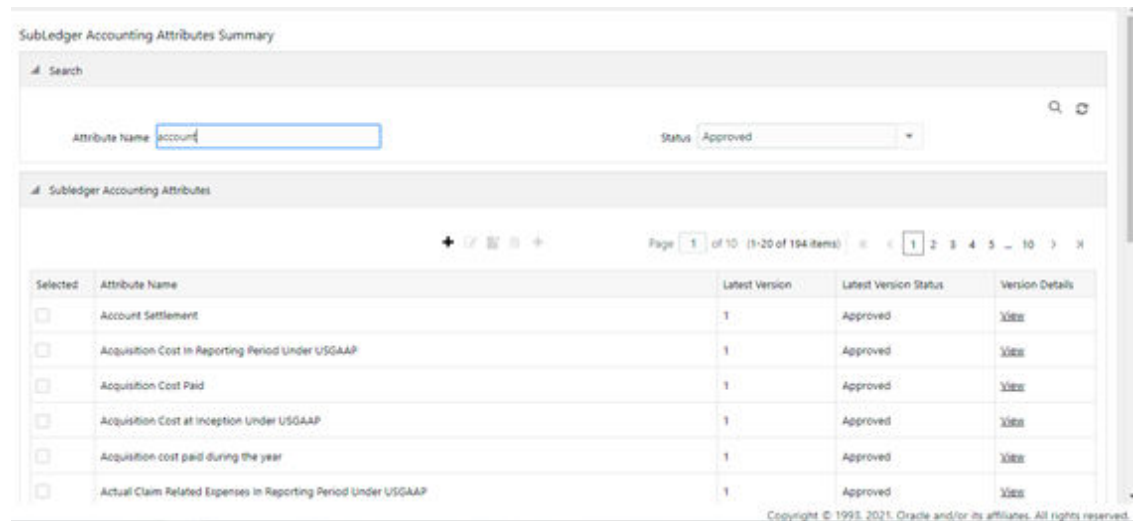 SubLedger Accounting Attributes Summary
Search
Attribute Name account Status Approved
Subledger Accounting Attributes
Page 1 of 10 (1-20 of 194 items) 1 2 3 4 5 ... 10
Selected Attribute Name Latest Version Latest Version Status Version Details
Account Settlement 1 Approved View
Acquisition Cost In Reporting Period Under USGAAP 1 Approved View
Acquisition Cost Paid 1 Approved View
Acquisition Cost at Inception Under USGAAP 1 Approved View
Acquisition cost paid during the year 1 Approved View
Actual Claim Related Expenses In Reporting Period Under USGAAP 1 Approved View
Copyright © 1993, 2021, Oracle and/or its affiliates. All rights reserved.